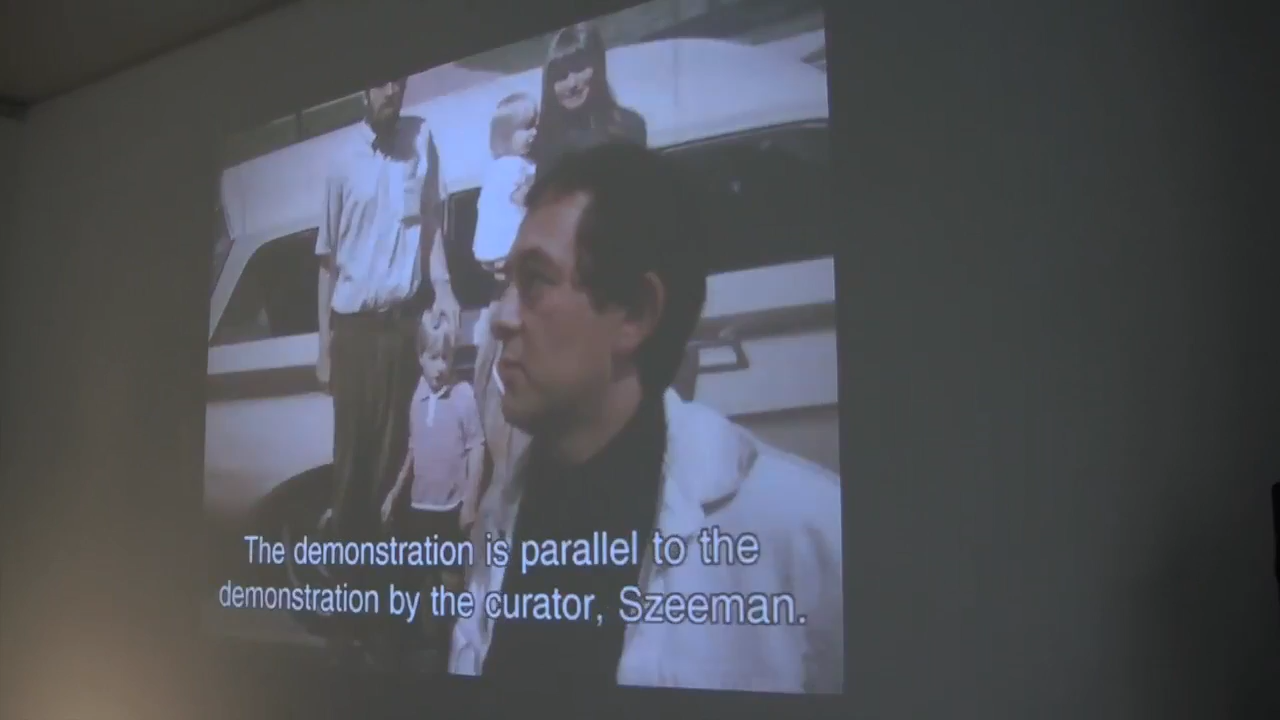 The demonstration is parallel to the
demonstration by the curator, Szeeman.